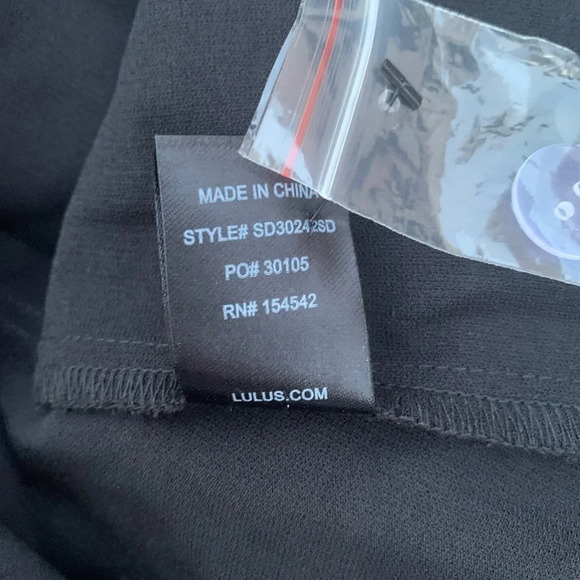 MADE IN CHINA
STYLE# SD30242SD
PO# 30105
RN# 154542
LULUS.COM